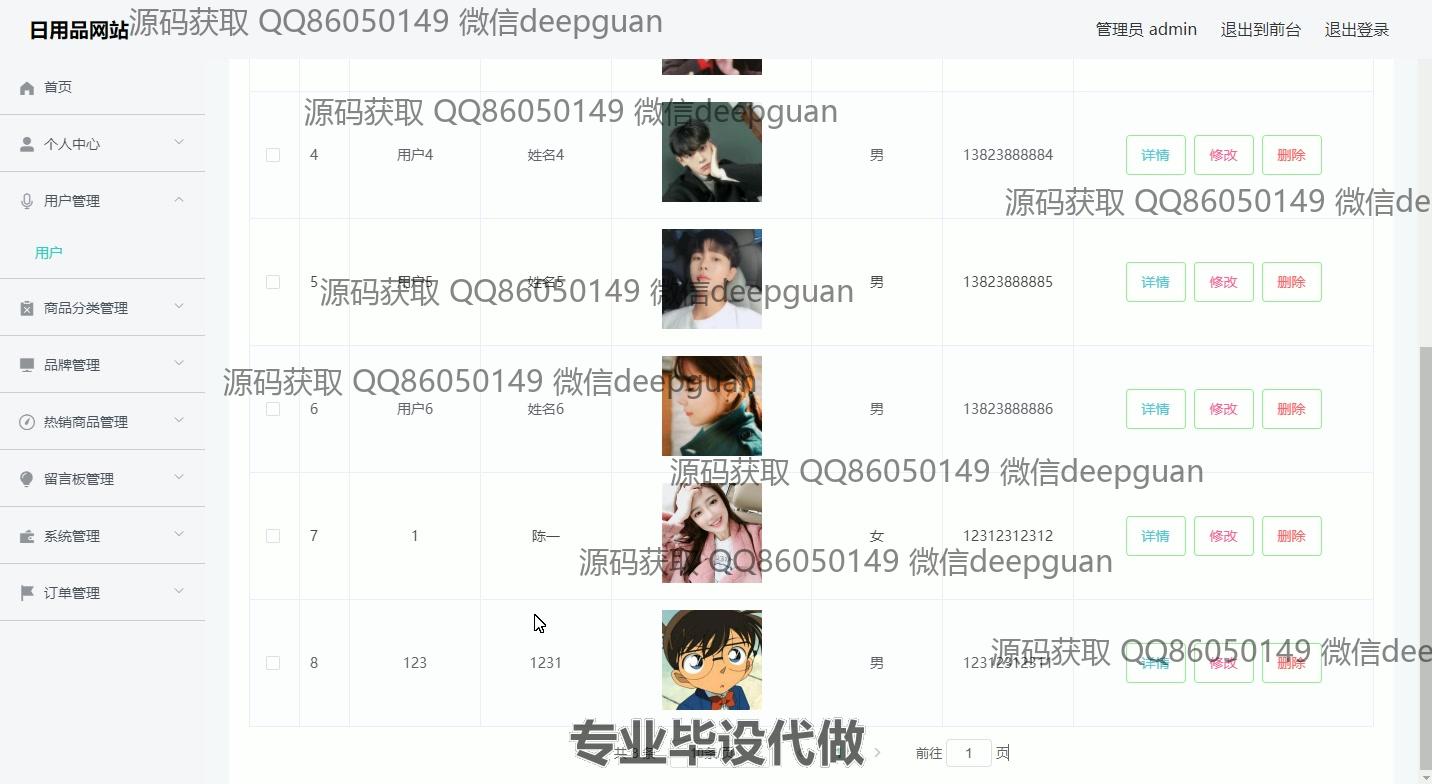 日用品网站
源码获取 QQ86050149 微信deepguan
管理员 admin 退出到前台 退出登录
首页
个人中心
用户管理
用户
商品分类管理
品牌管理
热销商品管理
留言板管理
系统管理
订单管理
源码获取 QQ86050149 微信deepguan
4 用户4 姓名4 男 13823888884 详情 修改 删除
源码获取 QQ86050149 微信dee
5 用户5 姓名5 男 13823888885 详情 修改 删除
源码获取 QQ86050149 微信deepguan
源码获取 QQ86050149 微信deepguan
6 用户6 姓名6 男 13823888886 详情 修改 删除
源码获取 QQ86050149 微信deepguan
7 1 陈一 女 12312312312 详情 修改 删除
源码获取 QQ86050149 微信deepguan
8 123 1231 男 详情 修改 删除
源码获取 QQ86050149 微信dee
专业毕设代做
前往 1 页